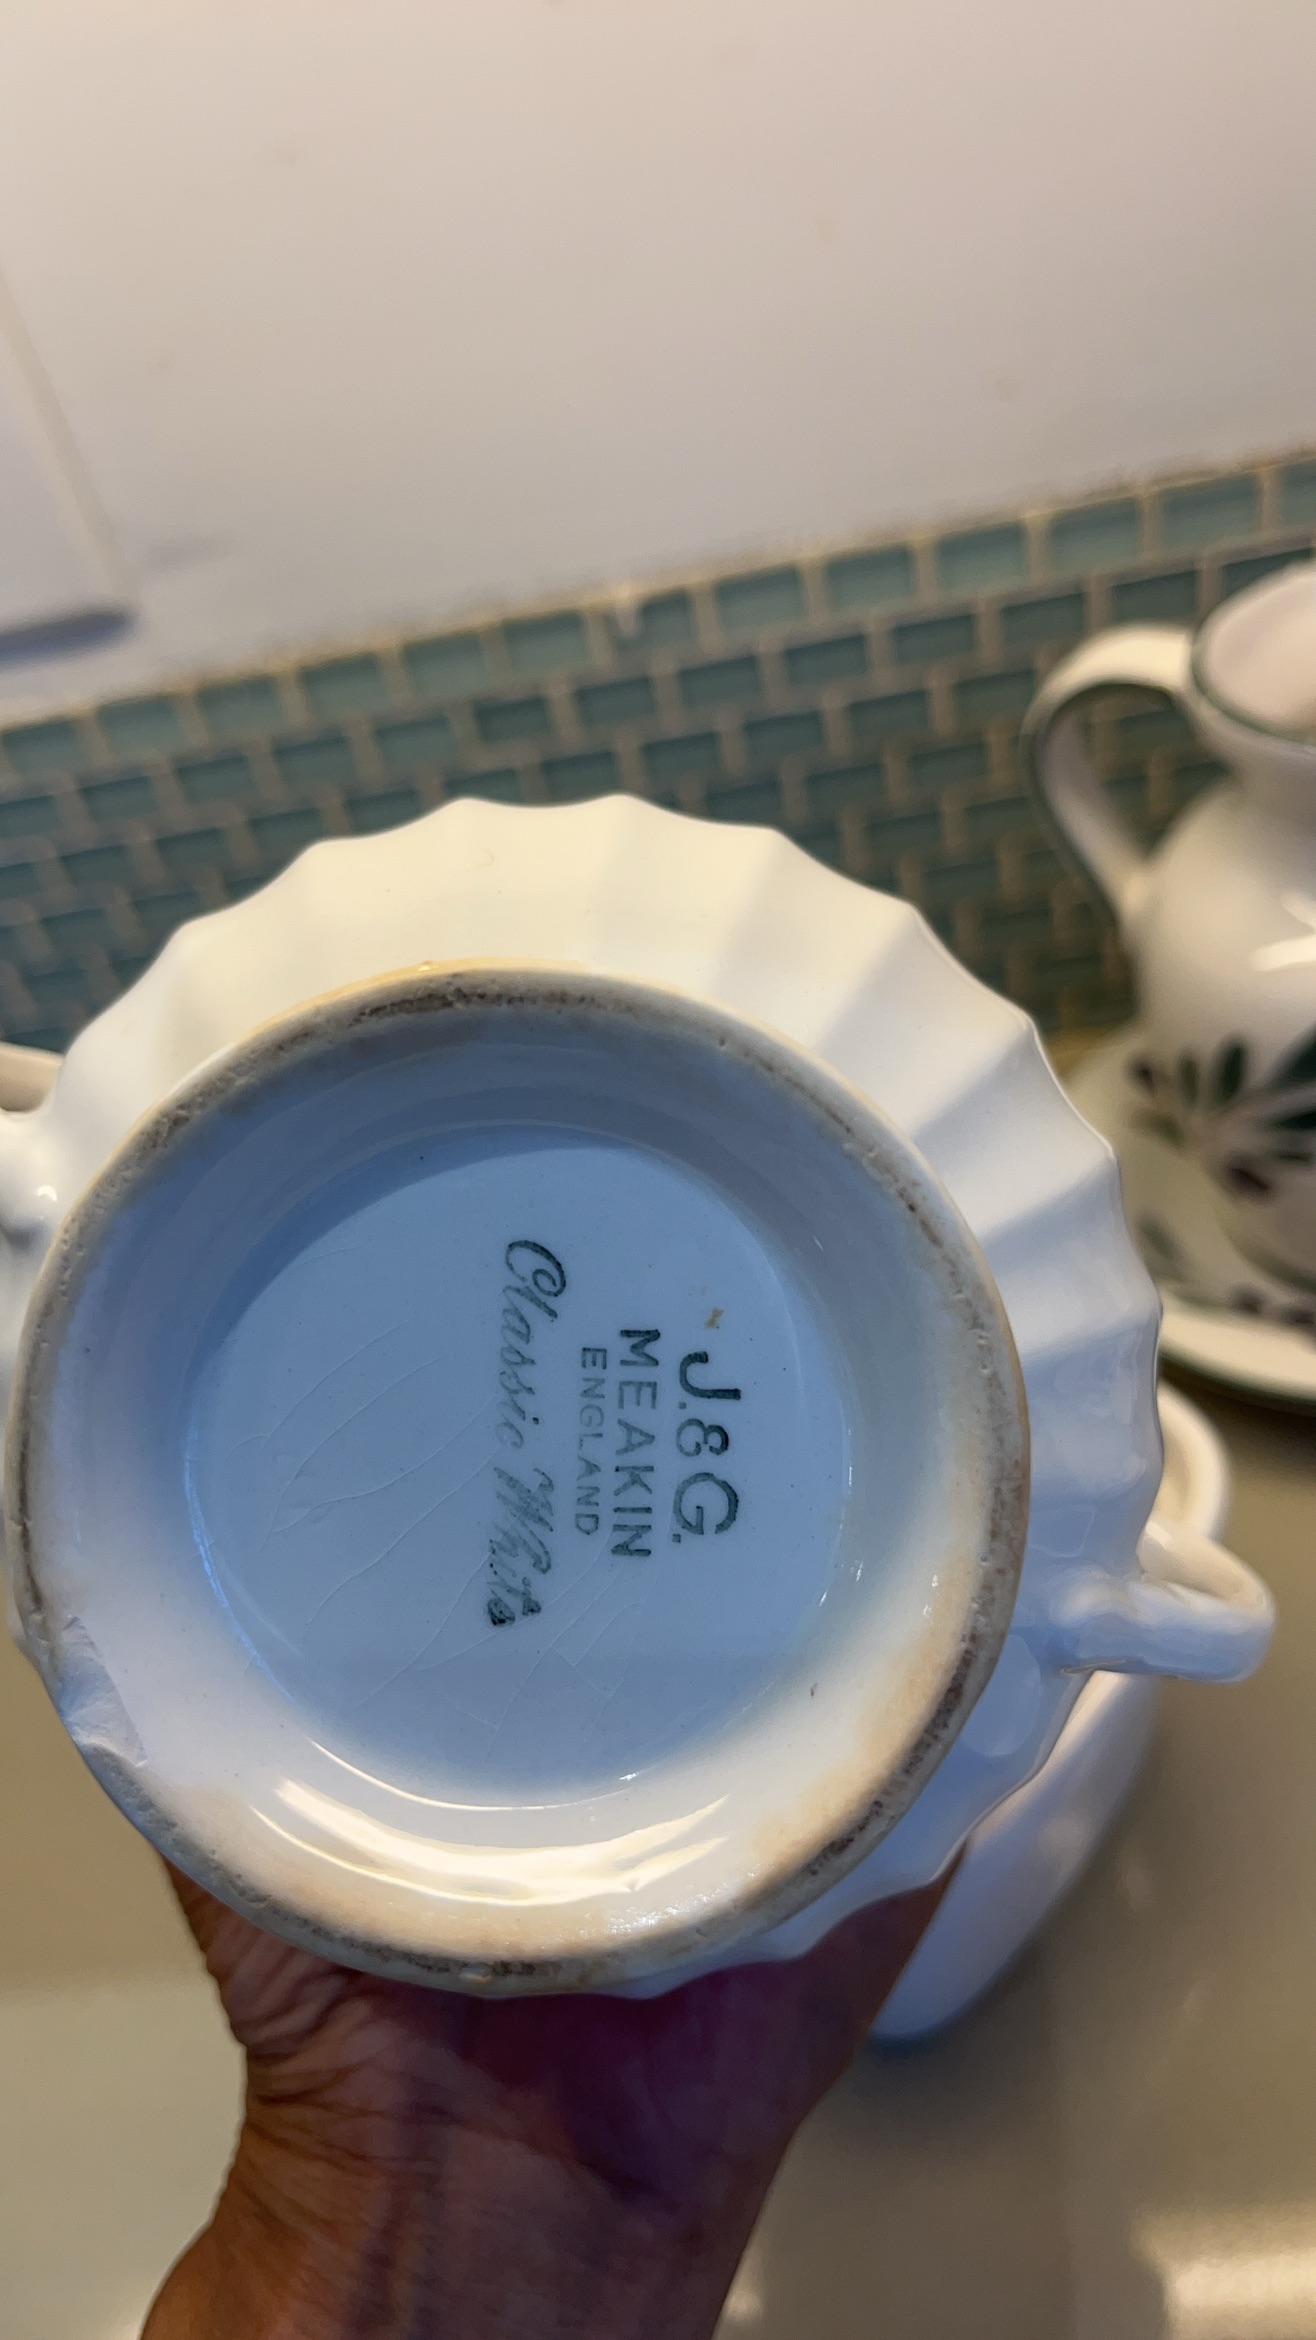 J.&G.
MEAKIN
ENGLAND
Classic White